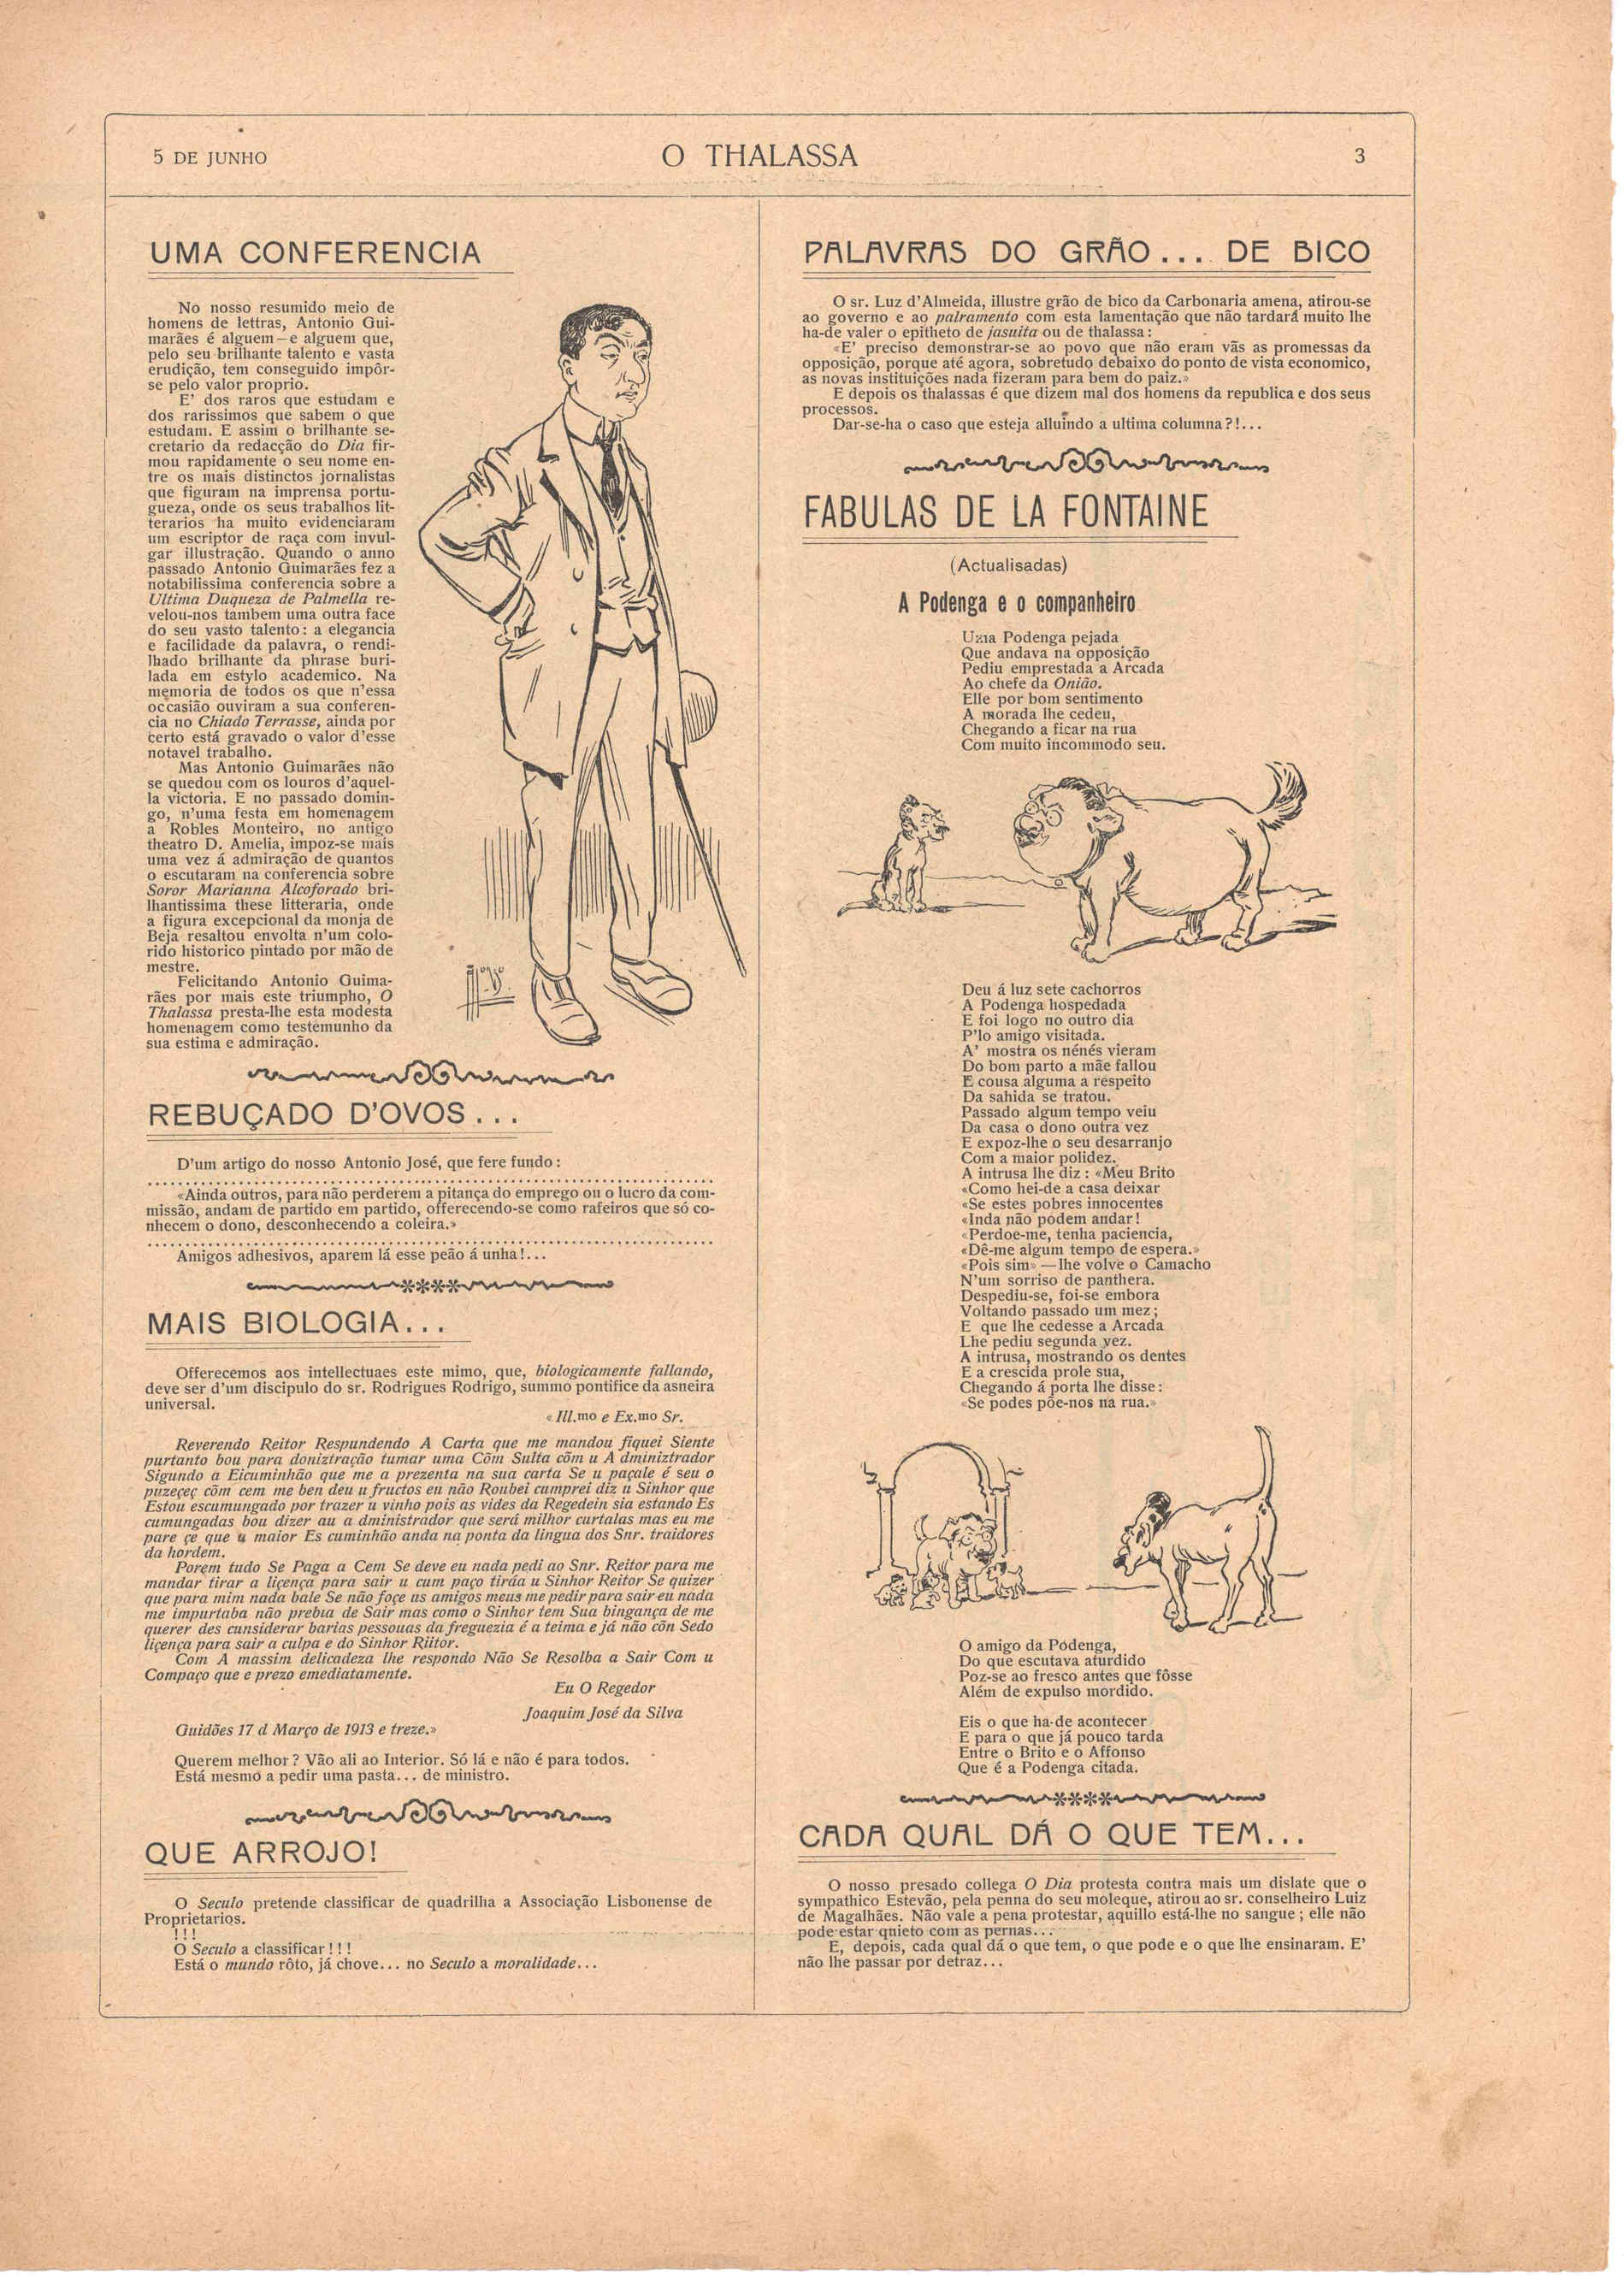 5 DE JUNHO
O THALASSA
3
UMA CONFERENCIA
No nosso resumido meio de
homens de lettras, Antonio Gui-
marães é alguem—e alguem que,
pelo seu brilhante talento e vasta
erudição, tem conseguido impôr-
se pelo valor proprio.
E' dos raros que estudam e
dos rarissimos que sabem o que
estudam. E assim o brilhante se-
cretario da redacção do Dia fir-
mou rapidamente o seu nome en-
tre os mais distinctos jornalistas
que figuram na imprensa portu-
gueza, onde os seus trabalhos lit-
terarios ha muito evidenciaram
um escriptor de raça com invul-
gar illustração. Quando o anno
passado Antonio Guimarães fez a
notabilissima conferencia sobre a
Ultima Duqueza de Palmella re-
velou-nos tambem uma outra face
do seu vasto talento: a elegancia
e facilidade da palavra, o rendi-
lhado brilhante da phrase buri-
lada em estylo academico. Na
memoria de todos os que n'essa
occasião ouviram a sua conferen-
cia no Chiado Terrasse, ainda por
certo está gravado o valor d'esse
notavel trabalho.
Mas Antonio Guimarães não
se quedou com os louros d'aquel-
la victoria. E no passado domin-
go, n'uma festa em homenagem
a Robles Monteiro, no antigo
theatro D. Amelia, impoz-se mais
uma vez á admiração de quantos
o escutaram na conferencia sobre
Soror Marianna Alcoforado bri-
lhantissima these litteraria, onde
a figura excepcional da monja de
Beja resaltou envolta n'um colo-
rido historico pintado por mão de
mestre.
Felicitando Antonio Guima-
rães por mais este triumpho, O
Thalassa presta-lhe esta modesta
homenagem como testemunho da
sua estima e admiração.
REBUÇADO D'OVOS...
D'um artigo do nosso Antonio José, que fere fundo:
«Ainda outros, para não perderem a pitança do emprego ou o lucro da com-
missão, andam de partido em partido, offerecendo-se como rafeiros que só co-
nhecem o dono, desconhecendo a coleira.»
Amigos adhesivos, aparem lá esse peão á unha!...
MAIS BIOLOGIA...
Offerecemos aos intellectuaes este mimo, que, biologicamente fallando,
deve ser d'um discipulo do sr. Rodrigues Rodrigo, summo pontifice da asneira
universal.
« Ill.mo e Ex.mo Sr.
Reverendo Reitor Respundendo A Carta que me mandou fiquei Siente
purtanto bou para doniztração tumar uma Cõm Sulta cõm u A dminiztrador
Sigundo a Eicuminhão que me a prezenta na sua carta Se u paçale é seu o
puzeçeç cõm cem me ben deu u fructos eu não Roubei cumprei diz u Sinhor que
Estou escumungado por trazer u vinho pois as vides da Regedein sia estando Es
cumungadas bou dizer au a dministrador que será milhor curtalas mas eu me
pare çe que u maior Es cuminhão anda na ponta da lingua dos Snr. traidores
da hordem.
Porem tudo Se Paga a Cem Se deve eu nada pedi ao Snr. Reitor para me
mandar tirar a liçença para sair u cum paço tiráa u Sinhor Reitor Se quizer
que para mim nada bale Se não foçe us amigos meus me pedir para sair eu nada
me impurtaba não prebia de Sair mas como o Sinhor tem Sua bingança de me
querer des cunsiderar barias pessouas da freguezia é a teima e já não côn Sedo
liçença para sair a culpa e do Sinhor Riitor.
Com A massim delicadeza lhe respondo Não Se Resolba a Sair Com u
Compaço que e prezo emediatamente.
Eu O Regedor
Joaquim José da Silva
Guidões 17 d Março de 1913 e treze.»
Querem melhor? Vão ali ao Interior. Só lá e não é para todos.
Está mesmo a pedir uma pasta... de ministro.
QUE ARROJO!
O Seculo pretende classificar de quadrilha a Associação Lisbonense de
Proprietarios.
!!!
O Seculo a classificar!!!
Está o mundo rôto, já chove... no Seculo a moralidade...
PALAVRAS DO GRÃO... DE BICO
O sr. Luz d'Almeida, illustre grão de bico da Carbonaria amena, atirou-se
ao governo e ao palramento com esta lamentação que não tardará muito lhe
ha-de valer o epitheto de jasuita ou de thalassa:
«E' preciso demonstrar-se ao povo que não eram vãs as promessas da
opposição, porque até agora, sobretudo debaixo do ponto de vista economico,
as novas instituições nada fizeram para bem do paiz.»
E depois os thalassas é que dizem mal dos homens da republica e dos seus
processos.
Dar-se-ha o caso que esteja alluindo a ultima columna?!...
FABULAS DE LA FONTAINE
(Actualisadas)
A Podenga e o companheiro
Uma Podenga pejada
Que andava na opposição
Pediu emprestada a Arcada
Ao chefe da Onião.
Elle por bom sentimento
A morada lhe cedeu,
Chegando a ficar na rua
Com muito incommodo seu.
Deu á luz sete cachorros
A Podenga hospedada
E foi logo no outro dia
P'lo amigo visitada.
A' mostra os nénés vieram
Do bom parto a mãe fallou
E cousa alguma a respeito
Da sahida se tratou.
Passado algum tempo veiu
Da casa o dono outra vez
E expoz-lhe o seu desarranjo
Com a maior polidez.
A intrusa lhe diz: «Meu Brito
«Como hei-de a casa deixar
«Se estes pobres innocentes
«Inda não pódem andar!
«Perdoe-me, tenha paciencia,
«Dê-me algum tempo de espera.»
«Pois sim» —lhe volve o Camacho
N'um sorriso de panthera.
Despediu-se, foi-se embora
Voltando passado um mez;
E que lhe cedesse a Arcada
Lhe pediu segunda vez.
A intrusa, mostrando os dentes
E a crescida prole sua,
Chegando á porta lhe disse:
«Se podes põe-nos na rua.»
O amigo da Pódenga,
Do que escutava aturdido
Poz-se ao fresco antes que fôsse
Além de expulso mordido.
Eis o que ha-de acontecer
E para o que já pouco tarda
Entre o Brito e o Affonso
Que é a Podenga citada.
CADA QUAL DÁ O QUE TEM...
O nosso presado collega O Dia protesta contra mais um dislate que o
sympathico Estevão, pela penna do seu moleque, atirou ao sr. conselheiro Luiz
de Magalhães. Não vale a pena protestar, aquillo está-lhe no sangue; elle não
pode estar quieto com as pernas...
E, depois, cada qual dá o que tem, o que pode e o que lhe ensinaram. E'
não lhe passar por detraz...